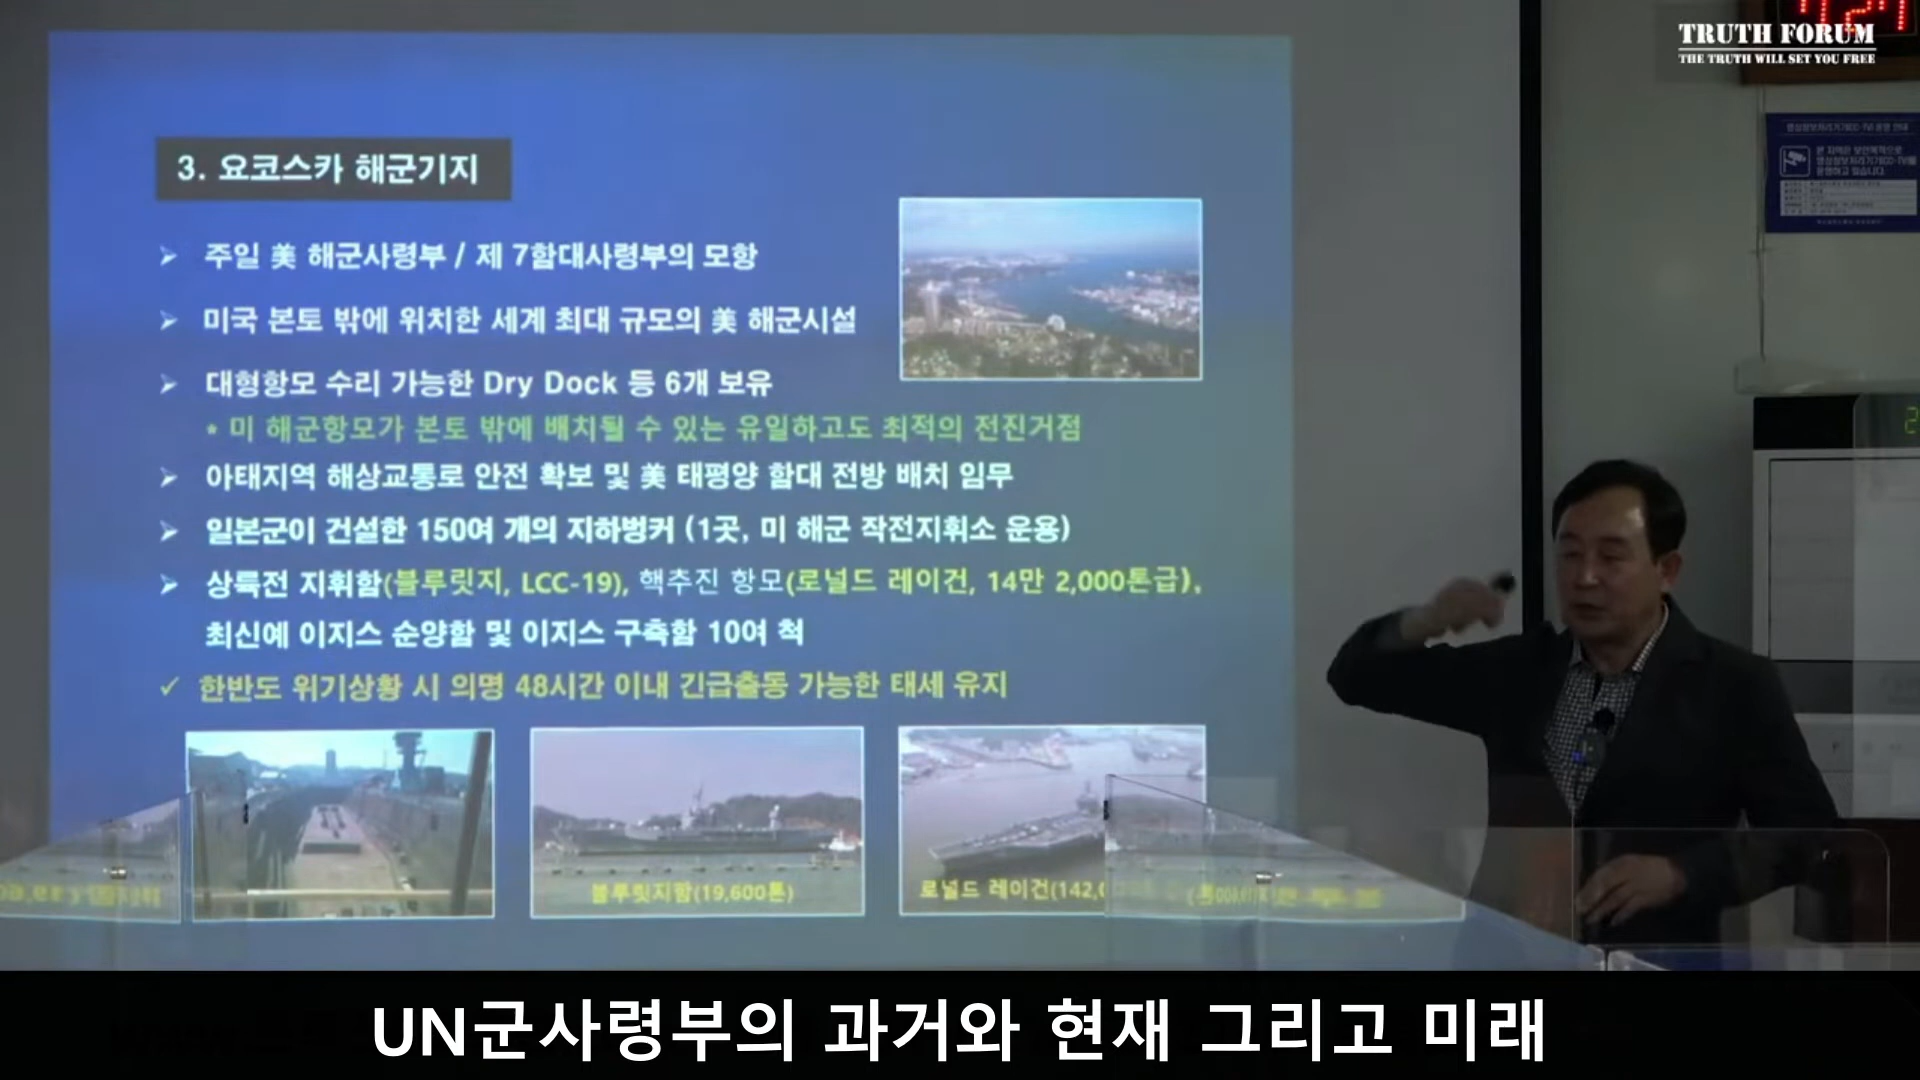 TRUTH FORUM
THE TRUTH WILL SET YOU FREE
3. 요코스카 해군기지
➢ 주일 美 해군사령부 / 제 7함대사령부의 모항
➢ 미국 본토 밖에 위치한 세계 최대 규모의 美 해군시설
➢ 대형항모 수리 가능한 Dry Dock 등 6개 보유
* 미 해군항모가 본토 밖에 배치될 수 있는 유일하고도 최적의 전진거점
➢ 아태지역 해상교통로 안전 확보 및 美 태평양 함대 전방 배치 임무
➢ 일본군이 건설한 150여 개의 지하벙커 (1곳, 미 해군 작전지휘소 운용)
➢ 상륙전 지휘함(블루릿지, LCC-19), 핵추진 항모(로널드 레이건, 14만 2,000톤급),
최신예 이지스 순양함 및 이지스 구축함 10여 척
✓ 한반도 위기상황 시 의명 48시간 이내 긴급출동 가능한 태세 유지
블루릿지함(19,600톤)
로널드 레이건(142,0
UN군사령부의 과거와 현재 그리고 미래